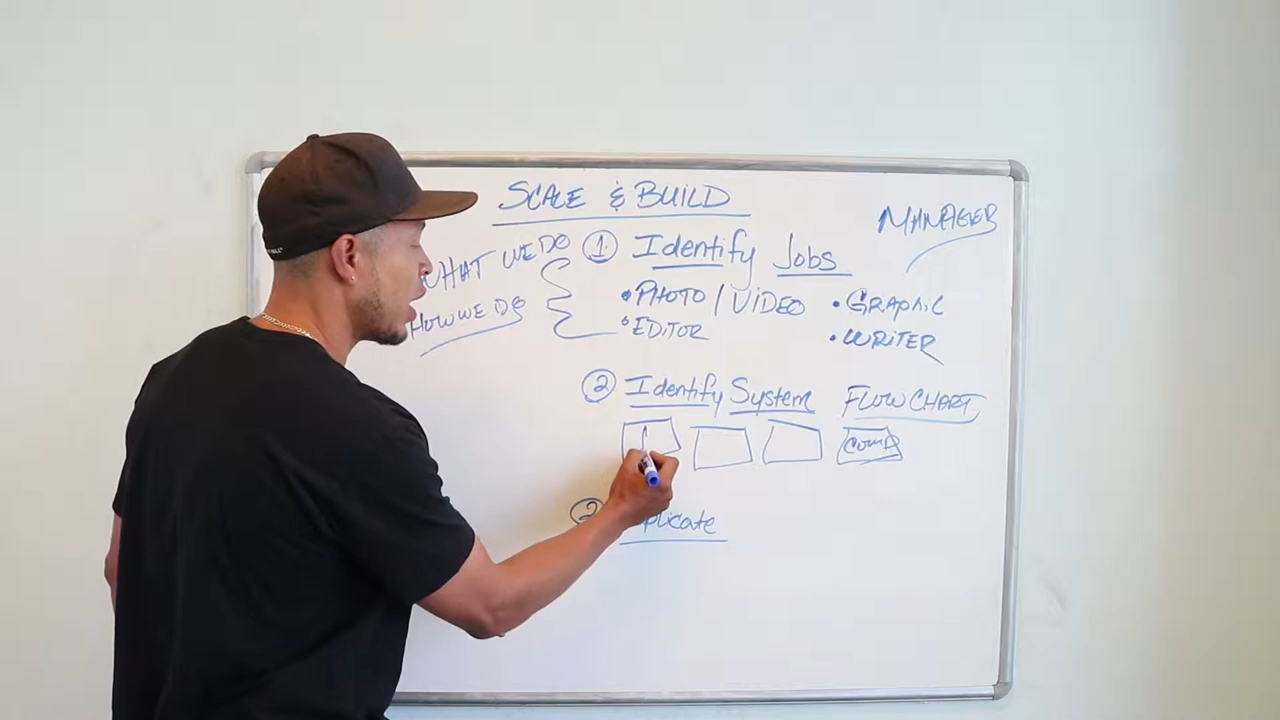 SCALE & BUILD
MANAGER
WHAT WE DO
HOW WE DO
① Identify Jobs
• PHOTO / VIDEO
• EDITOR
• GRAPHIC
• WRITER
② Identify System
FLOW CHART
COMP